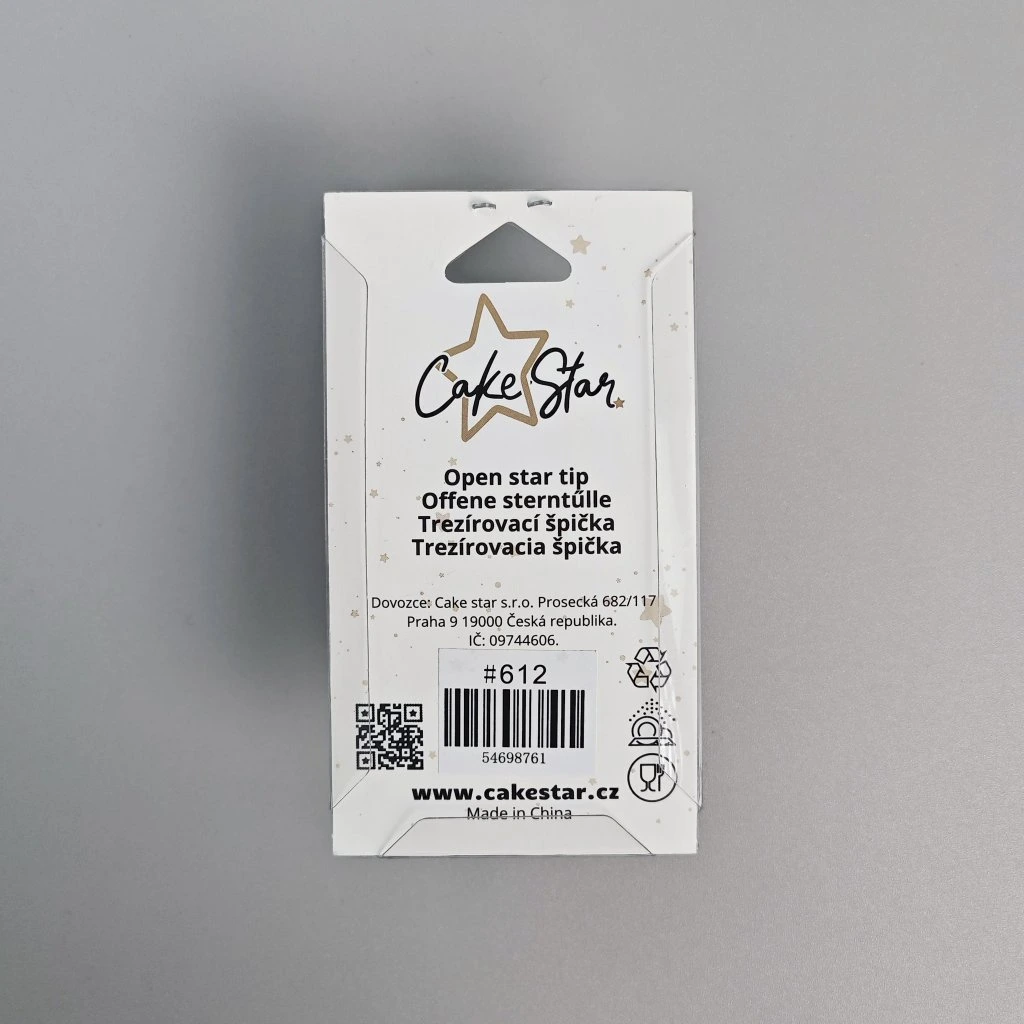 Cake Star
Open star tip
Offene sterntűlle
Trezírovací špička
Trezírovacia špička
Dovozce: Cake star s.r.o. Prosecká 682/117
Praha 9 19000 Česká republika.
IČ: 09744606.
#612
54698761
www.cakestar.cz
Made in China